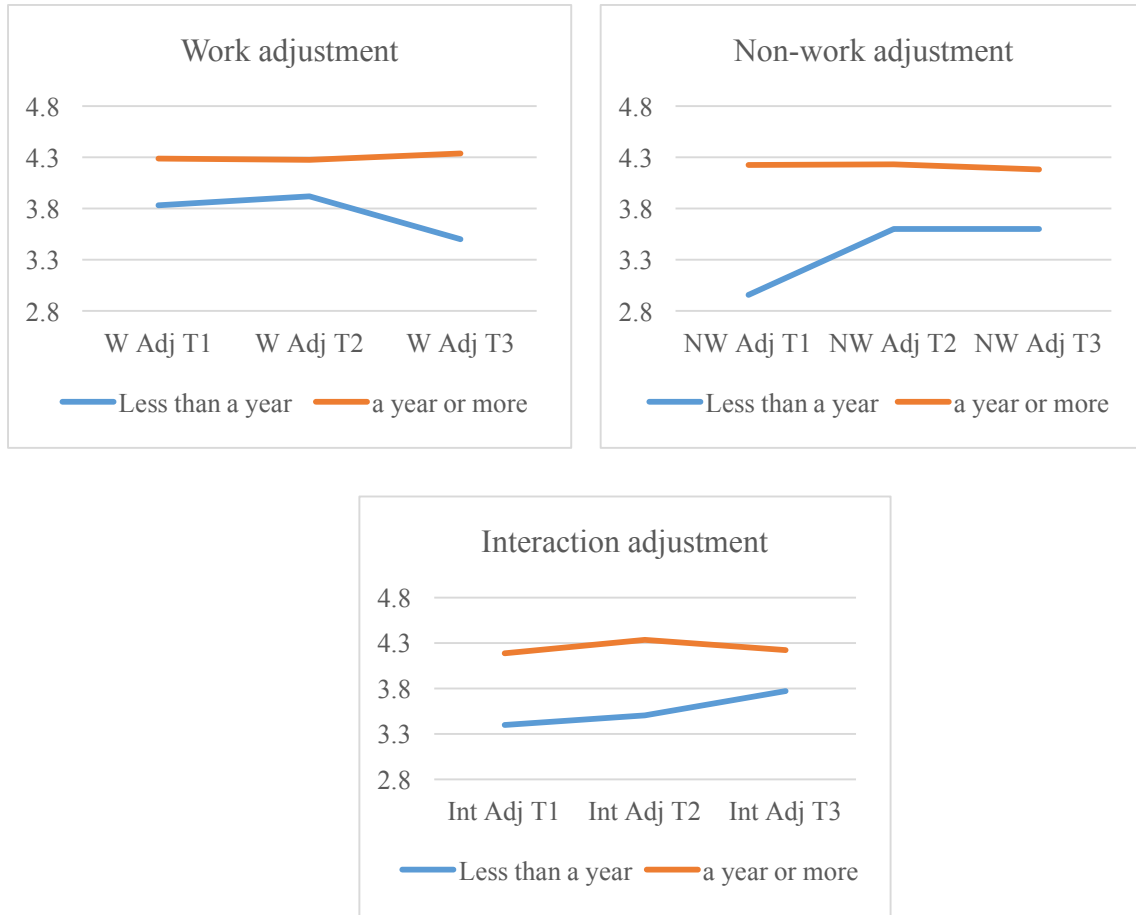 Work adjustment
4.8
4.3
3.8
3.3
2.8
W Adj T1 W Adj T2 W Adj T3
Less than a year a year or more
Non-work adjustment
4.8
4.3
3.8
3.3
2.8
NW Adj T1 NW Adj T2 NW Adj T3
Less than a year a year or more
Interaction adjustment
4.8
4.3
3.8
3.3
2.8
Int Adj T1 Int Adj T2 Int Adj T3
Less than a year a year or more